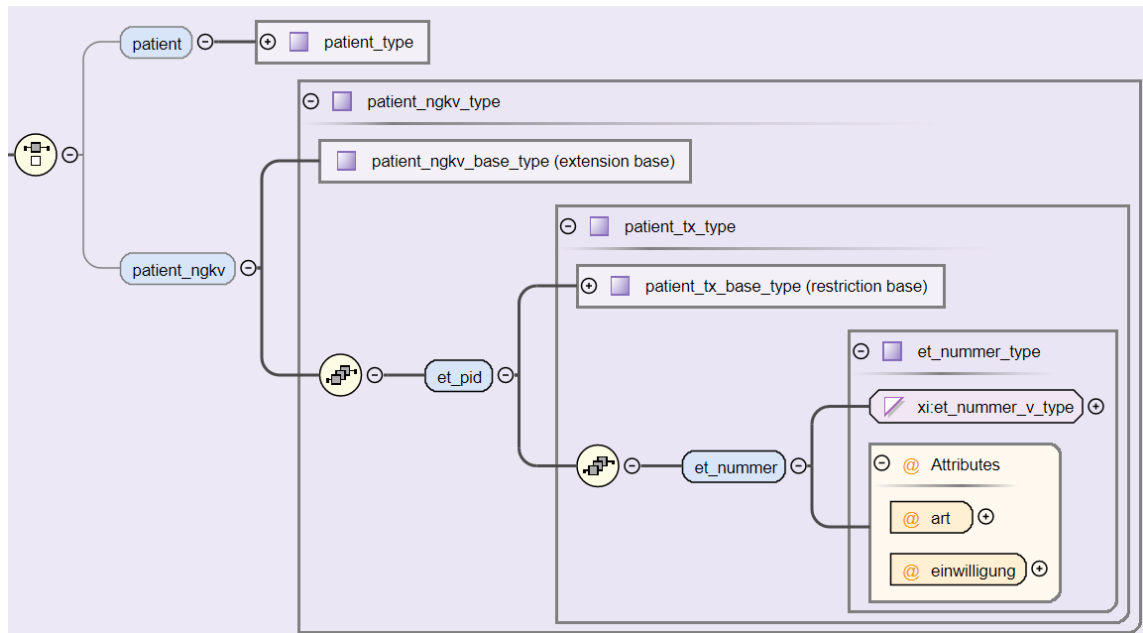 patient
patient_type
patient_ngkv_type
patient_ngkv_base_type (extension base)
patient_ngkv
patient_tx_type
patient_tx_base_type (restriction base)
et_pid
et_nummer_type
xi:et_nummer_v_type
et_nummer
@ Attributes
@ art
@ einwilligung